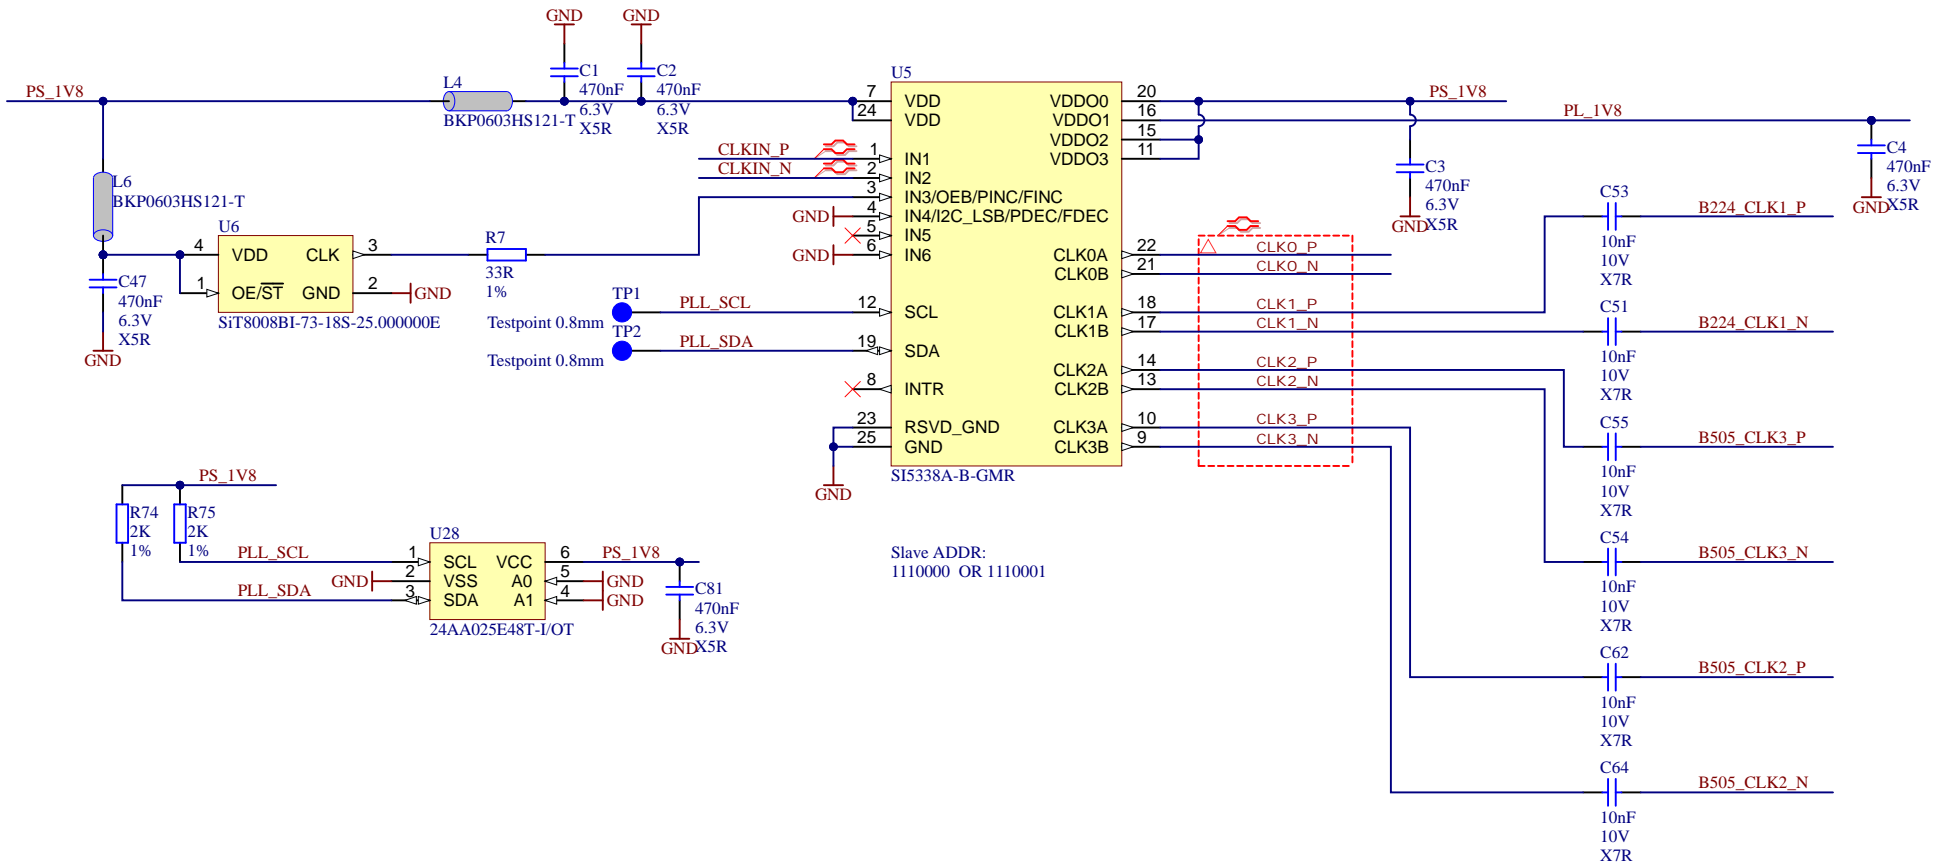 GND
GND
PS_1V8
L4
BKP0603HS121-T
C1
470nF
6.3V
X5R
C2
470nF
6.3V
X5R
U5
7
VDD
24
VDD
1
IN1
2
IN2
3
IN3/OEB/PINC/FINC
4
IN4/I2C_LSB/PDEC/FDEC
5
IN5
6
IN6
12
SCL
19
SDA
8
INTR
23
RSVD_GND
25
GND
VDDO0
20
VDDO1
16
VDDO2
15
VDDO3
11
CLK0A
22
CLK0B
21
CLK1A
18
CLK1B
17
CLK2A
14
CLK2B
13
CLK3A
10
CLK3B
9
SI5338A-B-GMR
GND
CLKIN_P
CLKIN_N
GND
GND
PS_1V8
PL_1V8
C3
470nF
6.3V
X5R
GND
C4
470nF
6.3V
X5R
GND
L6
BKP0603HS121-T
U6
4
VDD
CLK
3
1
OE/ST
GND
2
GND
SiT8008BI-73-18S-25.000000E
C47
470nF
6.3V
X5R
GND
R7
33R
1%
TP1
Testpoint 0.8mm
PLL_SCL
TP2
Testpoint 0.8mm
PLL_SDA
CLK0_P
CLK0_N
CLK1_P
CLK1_N
CLK2_P
CLK2_N
CLK3_P
CLK3_N
C53
10nF
10V
X7R
B224_CLK1_P
C51
10nF
10V
X7R
B224_CLK1_N
C55
10nF
10V
X7R
B505_CLK3_P
C54
10nF
10V
X7R
B505_CLK3_N
C62
10nF
10V
X7R
B505_CLK2_P
C64
10nF
10V
X7R
B505_CLK2_N
PS_1V8
R74
2K
1%
R75
2K
1%
PLL_SCL
GND
PLL_SDA
U28
1
SCL
VCC
6
2
VSS
A0
5
3
SDA
A1
4
24AA025E48T-I/OT
PS_1V8
GND
GND
C81
470nF
6.3V
X5R
GND
Slave ADDR:
1110000 OR 1110001